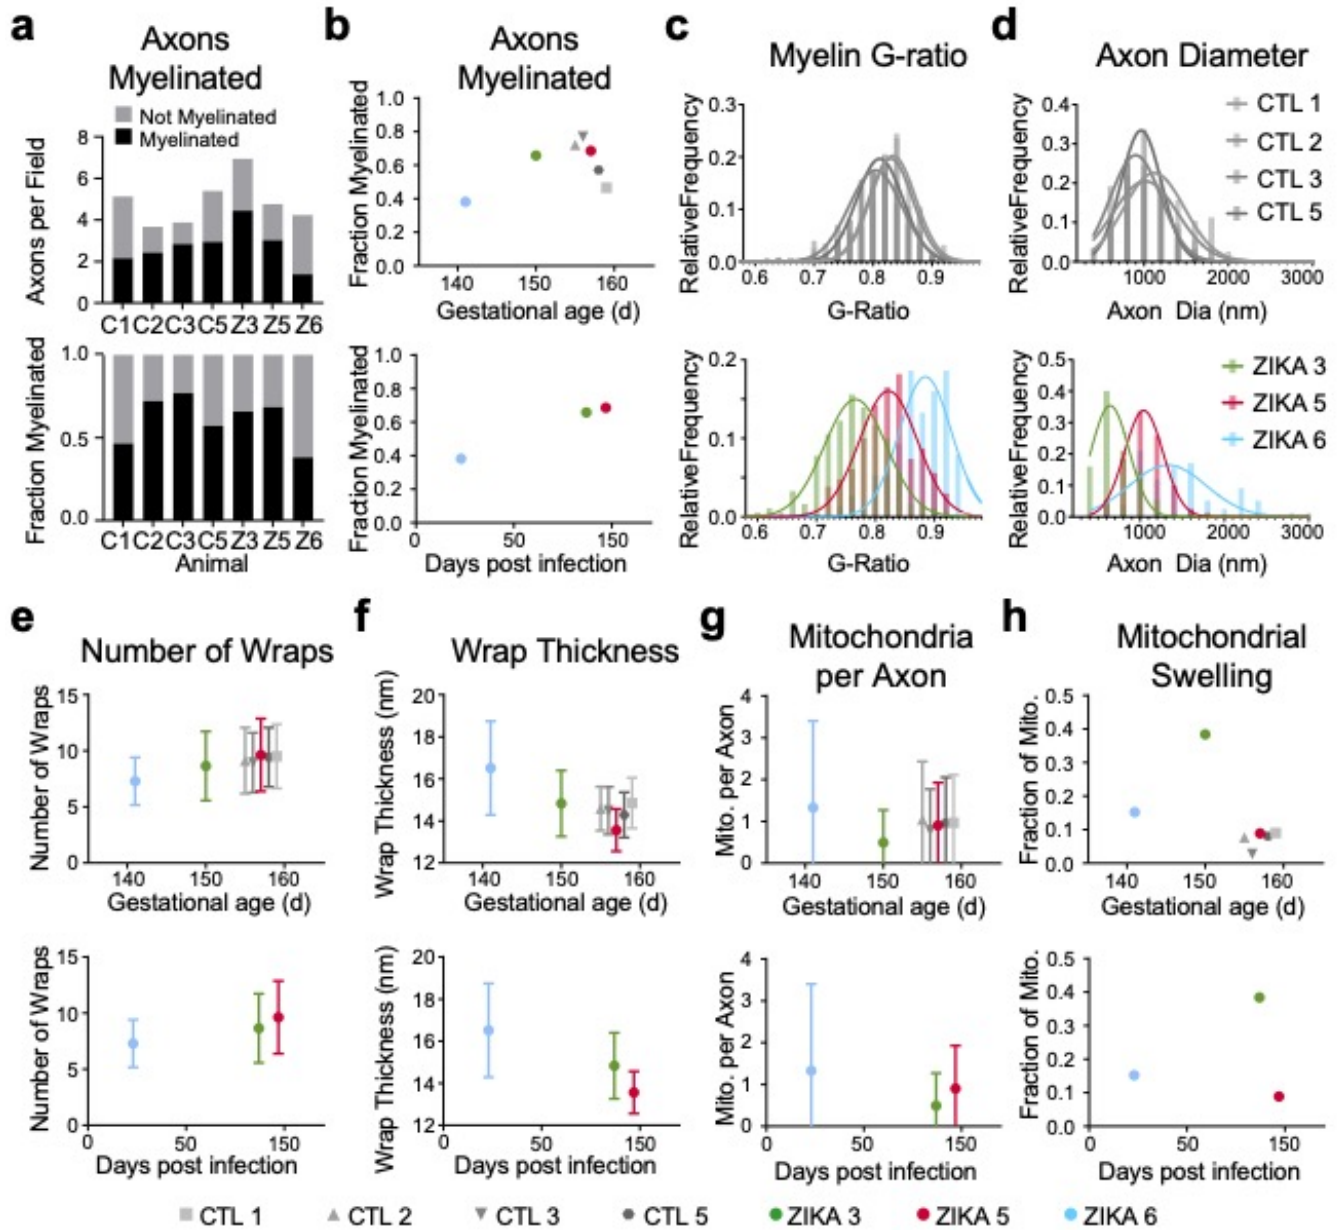 a
Axons
Myelinated
Not Myelinated
Myelinated
Axons per Field
8
6
4
2
0
C1 C2 C3 C5 Z3 Z5 Z6
Fraction Myelinated
1.0
0.5
0.0
C1 C2 C3 C5 Z3 Z5 Z6
Animal
b
Axons
Myelinated
Fraction Myelinated
1.0
0.8
0.6
0.4
0.2
0.0
140 150 160
Gestational age (d)
Fraction Myelinated
1.0
0.8
0.6
0.4
0.2
0.0
0 50 150
Days post infection
c
Myelin G-ratio
RelativeFrequency
0.3
0.2
0.1
0.0
0.6 0.7 0.8 0.9
G-Ratio
RelativeFrequency
0.2
0.1
0.0
0.6 0.7 0.8 0.9
G-Ratio
d
Axon Diameter
RelativeFrequency
0.4
0.3
0.2
0.1
0.0
CTL 1
CTL 2
CTL 3
CTL 5
0 1000 2000 3000
Axon Dia (nm)
RelativeFrequency
0.5
0.4
0.3
0.2
0.1
0.0
ZIKA 3
ZIKA 5
ZIKA 6
0 1000 2000 3000
Axon Dia (nm)
e
Number of Wraps
Number of Wraps
15
10
5
0
140 150 160
Gestational age (d)
Number of Wraps
15
10
5
0
0 50 150
Days post infection
f
Wrap Thickness
Wrap Thickness (nm)
20
18
16
14
12
140 150 160
Gestational age (d)
Wrap Thickness (nm)
20
18
16
14
12
0 50 150
Days post infection
g
Mitochondria
per Axon
Mito. per Axon
4
3
2
1
0
140 150 160
Gestational age (d)
Mito. per Axon
4
3
2
1
0
0 50 150
Days post infection
h
Mitochondrial
Swelling
Fraction of Mito.
0.5
0.4
0.3
0.2
0.1
0.0
140 150 160
Gestational age (d)
Fraction of Mito.
0.5
0.4
0.3
0.2
0.1
0.0
0 50 150
Days post infection
CTL 1 CTL 2 CTL 3 CTL 5 ZIKA 3 ZIKA 5 ZIKA 6